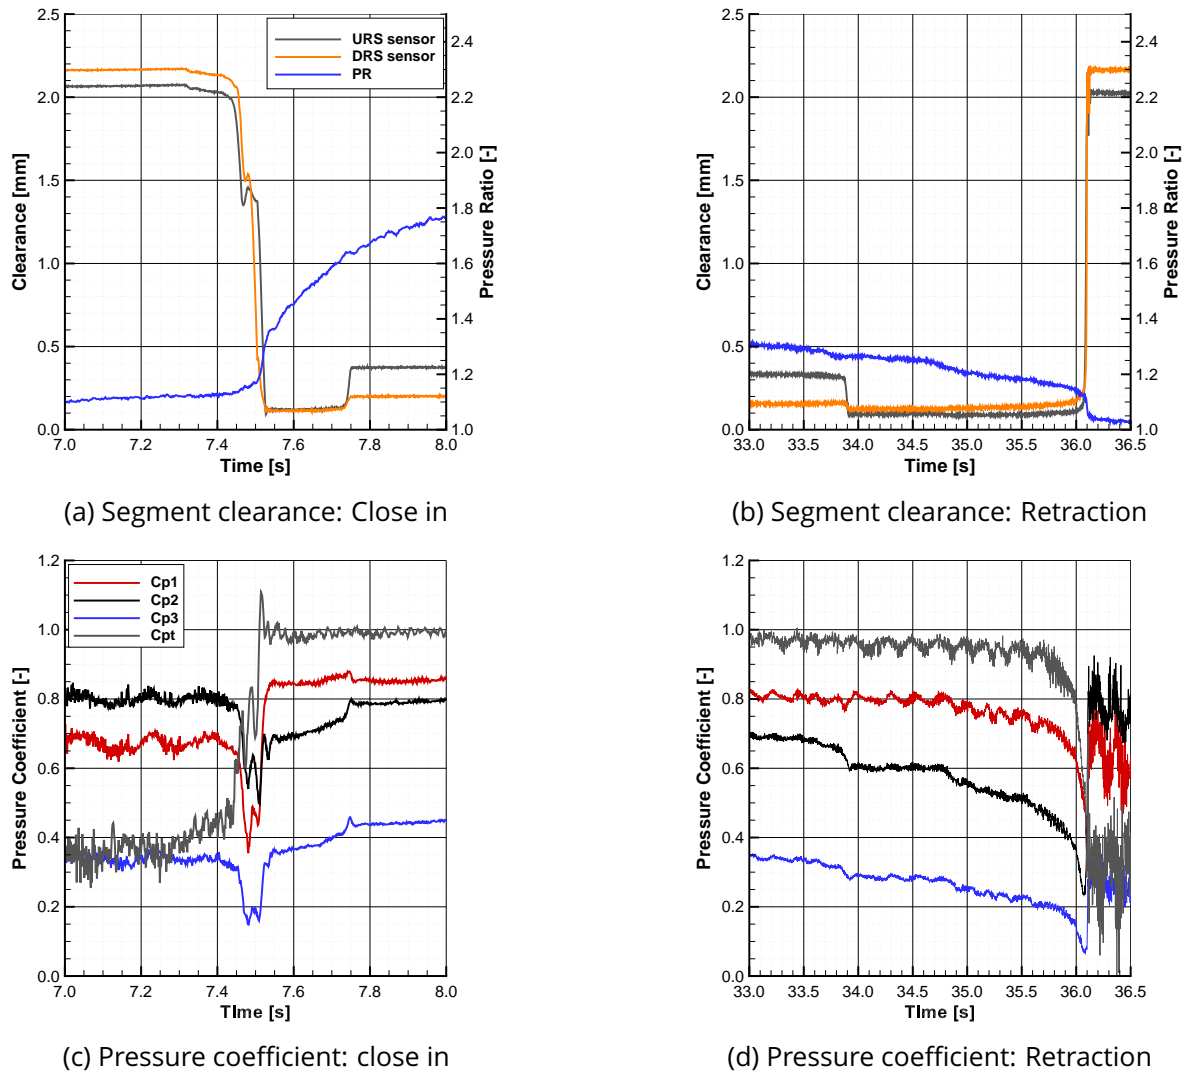 2.5
2.0
1.5
1.0
0.5
0.0
Clearance [mm]
URS sensor
DRS sensor
PR
2.4
2.2
2.0
1.8
1.6
1.4
1.2
1.0
Pressure Ratio [-]
7.0 7.2 7.4 7.6 7.8 8.0
Time [s]
(a) Segment clearance: Close in
2.5
2.0
1.5
1.0
0.5
0.0
Clearance [mm]
2.4
2.2
2.0
1.8
1.6
1.4
1.2
1.0
Pressure Ratio [-]
33.0 33.5 34.0 34.5 35.0 35.5 36.0 36.5
Time [s]
(b) Segment clearance: Retraction
1.2
1.0
0.8
0.6
0.4
0.2
0.0
Pressure Coefficient [-]
Cp1
Cp2
Cp3
Cpt
7.0 7.2 7.4 7.6 7.8 8.0
TIme [s]
(c) Pressure coefficient: close in
1.2
1.0
0.8
0.6
0.4
0.2
0.0
Pressure Coefficient [-]
33.0 33.5 34.0 34.5 35.0 35.5 36.0 36.5
TIme [s]
(d) Pressure coefficient: Retraction